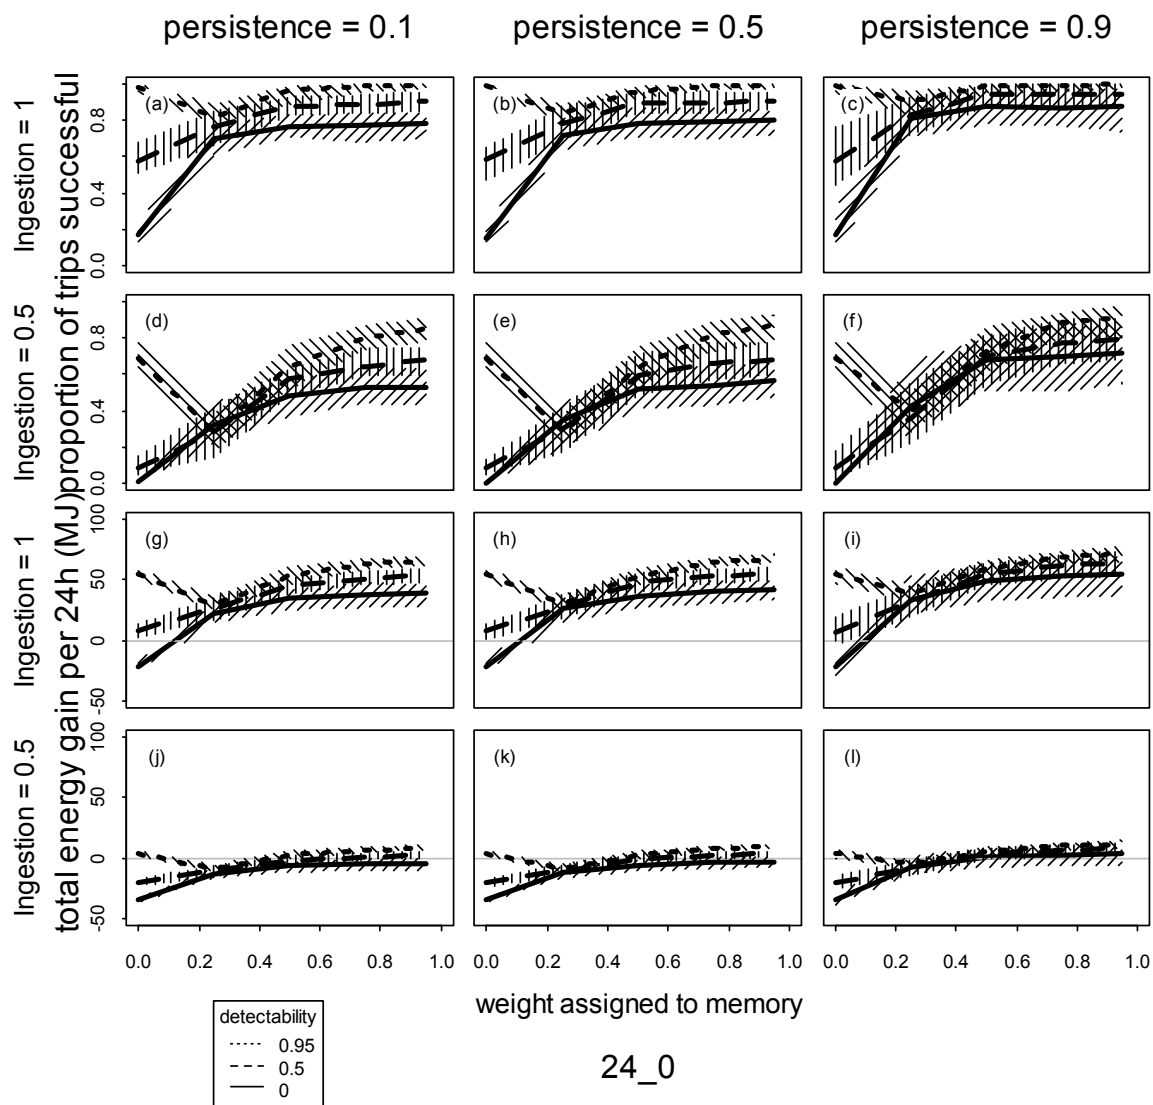 persistence = 0.1 persistence = 0.5 persistence = 0.9
Ingestion = 1
Ingestion = 0.5
Ingestion = 1
Ingestion = 0.5
proportion of trips successful
total energy gain per 24h (MJ)
0.0 0.4 0.8
(a) (b) (c)
0.0 0.4 0.8
(d) (e) (f)
-50 0 50 100
(g) (h) (i)
-50 0 50 100
(j) (k) (l)
0.0 0.2 0.4 0.6 0.8 1.0 0.0 0.2 0.4 0.6 0.8 1.0 0.0 0.2 0.4 0.6 0.8 1.0
weight assigned to memory
detectability
0.95
0.5
0
24_0